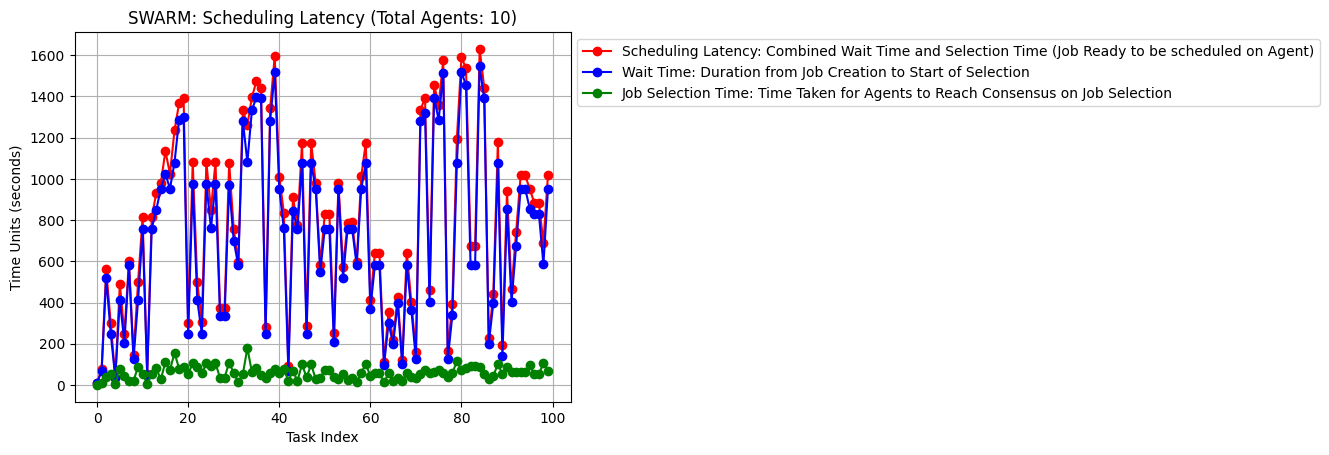 SWARM: Scheduling Latency (Total Agents: 10)
Scheduling Latency: Combined Wait Time and Selection Time (Job Ready to be scheduled on Agent)
Wait Time: Duration from Job Creation to Start of Selection
Job Selection Time: Time Taken for Agents to Reach Consensus on Job Selection
Time Units (seconds)
1600
1400
1200
1000
800
600
400
200
0
0 20 40 60 80 100
Task Index